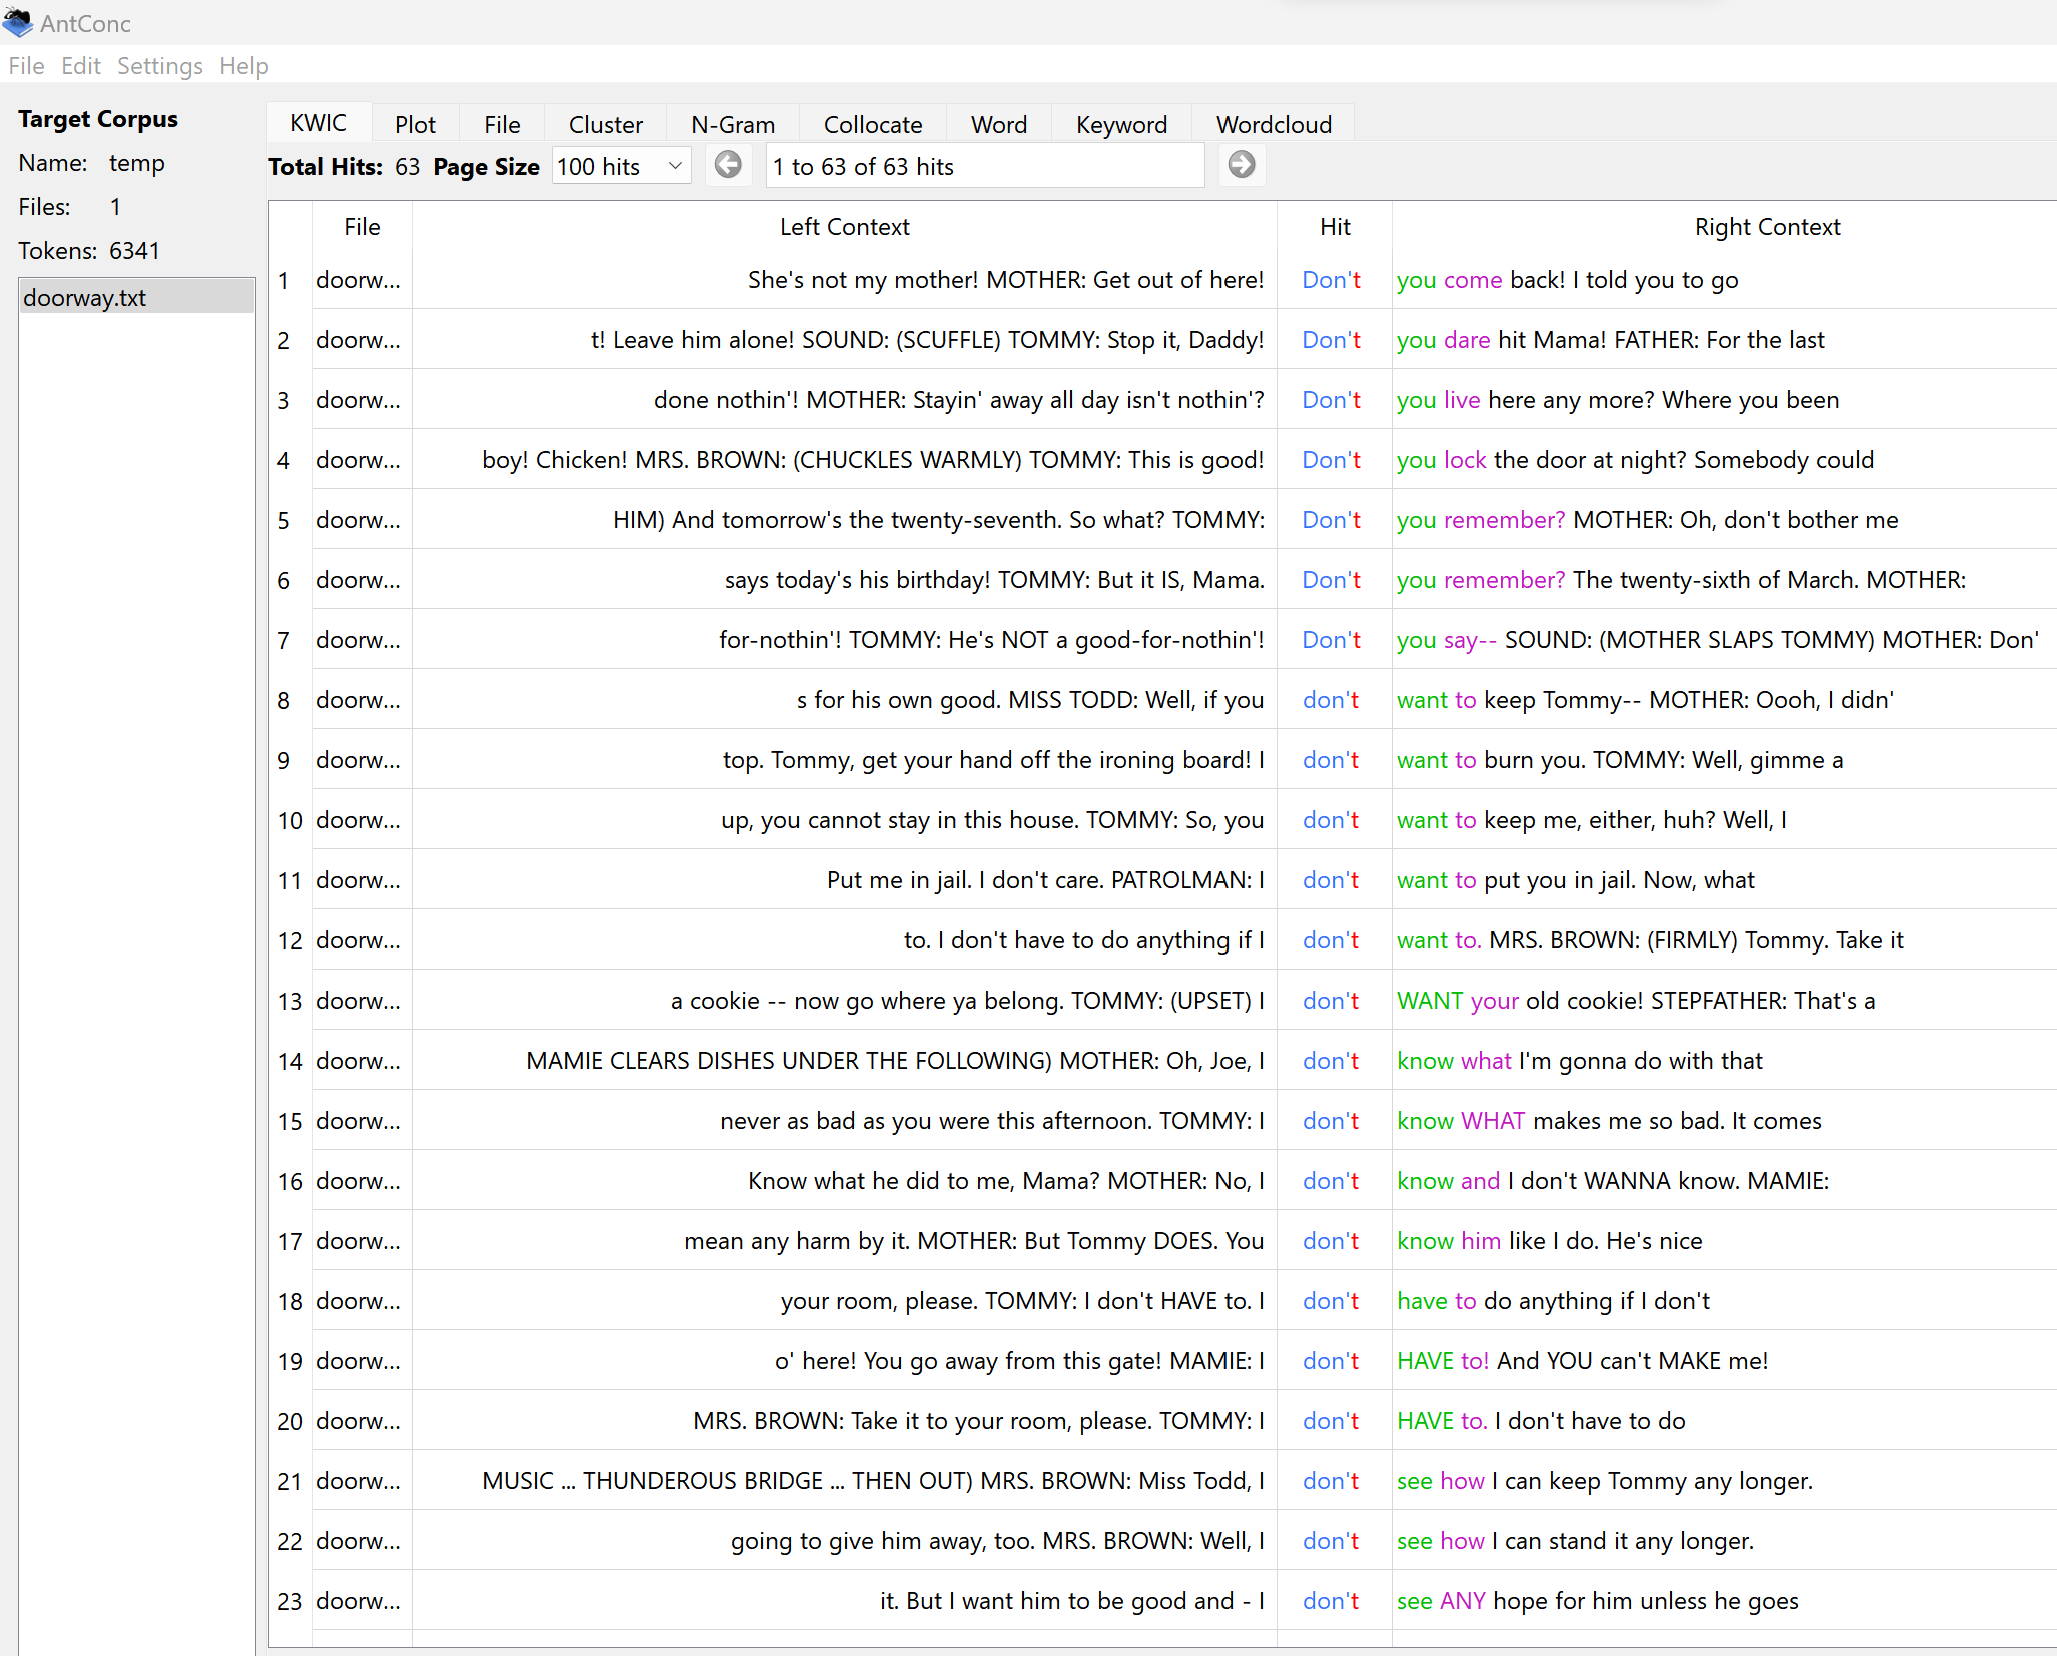 AntConc
File Edit Settings Help
Target Corpus
Name: temp
Files: 1
Tokens: 6341
doorway.txt
KWIC Plot File Cluster N-Gram Collocate Word Keyword Wordcloud
Total Hits: 63 Page Size 100 hits 1 to 63 of 63 hits
File Left Context Hit Right Context
1 doorw... She's not my mother! MOTHER: Get out of here! Don't you come back! I told you to go
2 doorw... t! Leave him alone! SOUND: (SCUFFLE) TOMMY: Stop it, Daddy! Don't you dare hit Mama! FATHER: For the last
3 doorw... done nothin'! MOTHER: Stayin' away all day isn't nothin'? Don't you live here any more? Where you been
4 doorw... boy! Chicken! MRS. BROWN: (CHUCKLES WARMLY) TOMMY: This is good! Don't you lock the door at night? Somebody could
5 doorw... HIM) And tomorrow's the twenty-seventh. So what? TOMMY: Don't you remember? MOTHER: Oh, don't bother me
6 doorw... says today's his birthday! TOMMY: But it IS, Mama. Don't you remember? The twenty-sixth of March. MOTHER:
7 doorw... for-nothin'! TOMMY: He's NOT a good-for-nothin'! Don't you say-- SOUND: (MOTHER SLAPS TOMMY) MOTHER: Don'
8 doorw... s for his own good. MISS TODD: Well, if you don't want to keep Tommy-- MOTHER: Oooh, I didn'
9 doorw... top. Tommy, get your hand off the ironing board! I don't want to burn you. TOMMY: Well, gimme a
10 doorw... up, you cannot stay in this house. TOMMY: So, you don't want to keep me, either, huh? Well, I
11 doorw... Put me in jail. I don't care. PATROLMAN: I don't want to put you in jail. Now, what
12 doorw... to. I don't have to do anything if I don't want to. MRS. BROWN: (FIRMLY) Tommy. Take it
13 doorw... a cookie -- now go where ya belong. TOMMY: (UPSET) I don't WANT your old cookie! STEPFATHER: That's a
14 doorw... MAMIE CLEARS DISHES UNDER THE FOLLOWING) MOTHER: Oh, Joe, I don't know what I'm gonna do with that
15 doorw... never as bad as you were this afternoon. TOMMY: I don't know WHAT makes me so bad. It comes
16 doorw... Know what he did to me, Mama? MOTHER: No, I don't know and I don't WANNA know. MAMIE:
17 doorw... mean any harm by it. MOTHER: But Tommy DOES. You don't know him like I do. He's nice
18 doorw... your room, please. TOMMY: I don't HAVE to. I don't have to do anything if I don't
19 doorw... o' here! You go away from this gate! MAMIE: I don't HAVE to! And YOU can't MAKE me!
20 doorw... MRS. BROWN: Take it to your room, please. TOMMY: I don't HAVE to. I don't have to do
21 doorw... MUSIC ... THUNDEROUS BRIDGE ... THEN OUT) MRS. BROWN: Miss Todd, I don't see how I can keep Tommy any longer.
22 doorw... going to give him away, too. MRS. BROWN: Well, I don't see how I can stand it any longer.
23 doorw... it. But I want him to be good and - I don't see ANY hope for him unless he goes